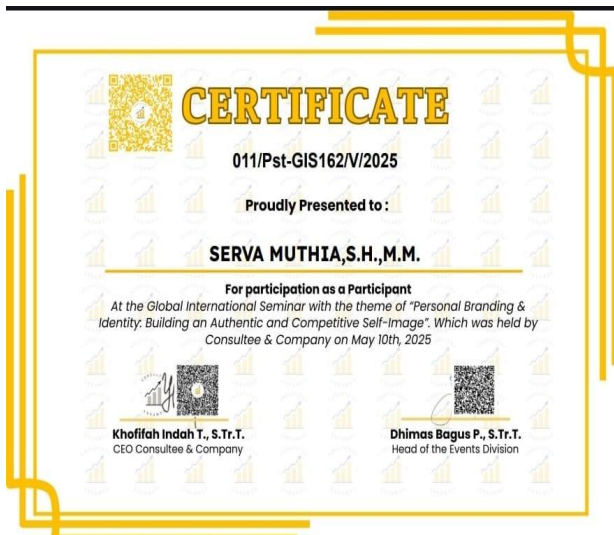 CERTIFICATE
011/Pst-GIS162/V/2025
Proudly Presented to :
SERVA MUTHIA,S.H.,M.M.
For participation as a Participant
At the Global International Seminar with the theme of “Personal Branding &
Identity: Building an Authentic and Competitive Self-Image”. Which was held by
Consultee & Company on May 10th, 2025
Khofifah Indah T., S.Tr.T.
CEO Consultee & Company
Dhimas Bagus P., S.Tr.T.
Head of the Events Division